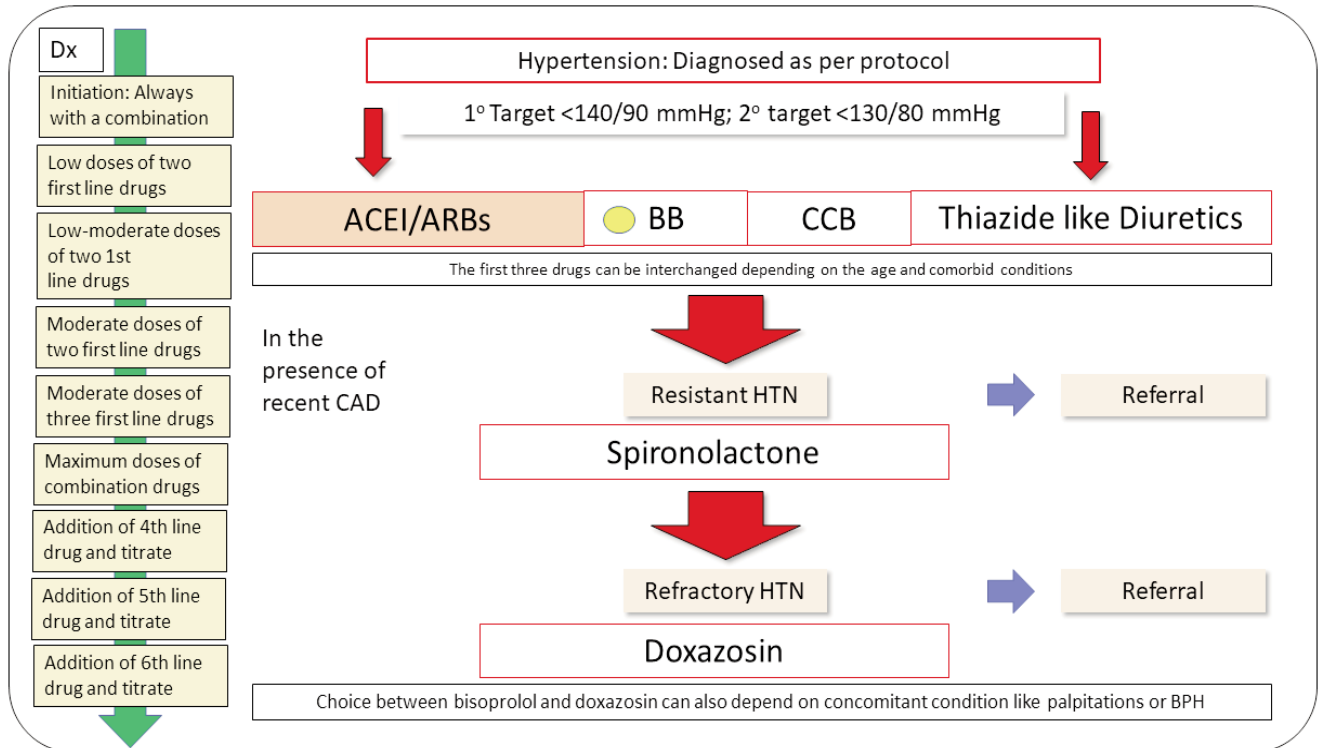 Dx
Initiation: Always
with a combination
Low doses of two
first line drugs
Low-moderate doses
of two 1st
line drugs
Moderate doses of
two first line drugs
Moderate doses of
three first line drugs
Maximum doses of
combination drugs
Addition of 4th line
drug and titrate
Addition of 5th line
drug and titrate
Addition of 6th line
drug and titrate
Hypertension: Diagnosed as per protocol
1º Target <140/90 mmHg; 2º target <130/80 mmHg
ACEI/ARBs
BB
CCB
Thiazide like Diuretics
The first three drugs can be interchanged depending on the age and comorbid conditions
In the
presence of
recent CAD
Resistant HTN
Referral
Spironolactone
Refractory HTN
Referral
Doxazosin
Choice between bisoprolol and doxazosin can also depend on concomitant condition like palpitations or BPH